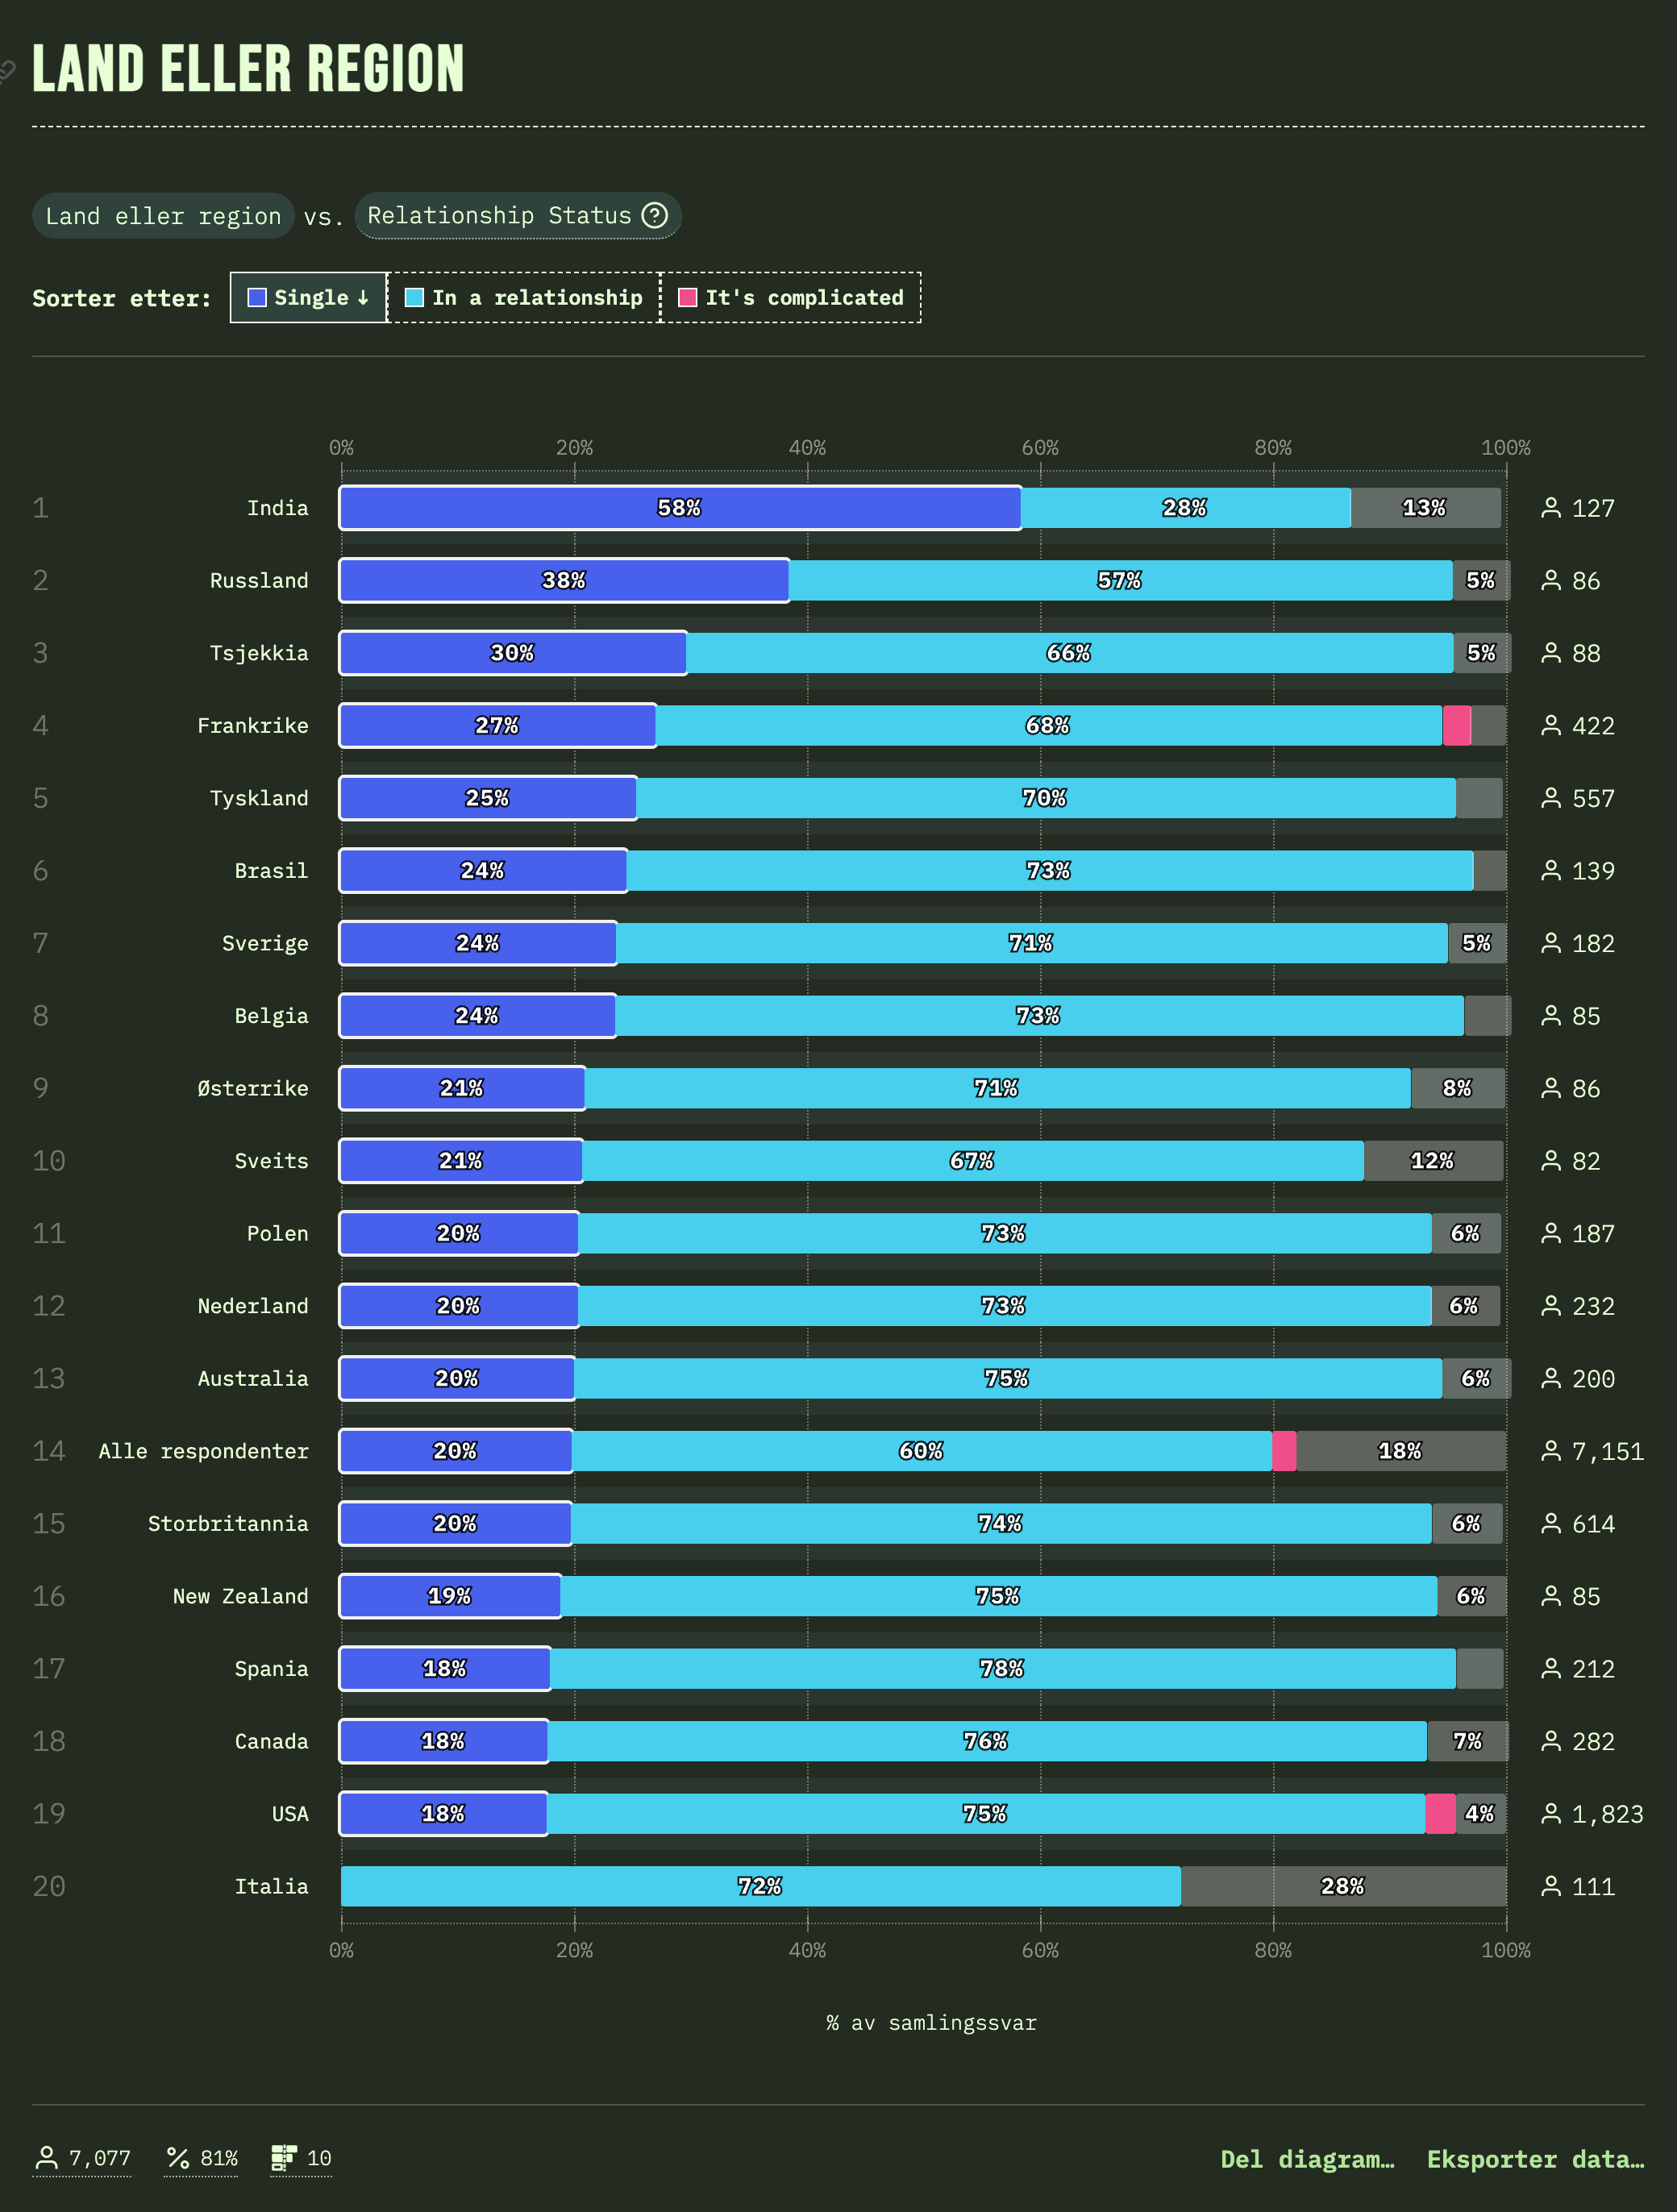 LAND ELLER REGION
Land eller region vs. Relationship Status ?
Sorter etter: Single ↓ In a relationship It's complicated
0% 20% 40% 60% 80% 100%
1 India 58% 28% 13% 127
2 Russland 38% 57% 5% 86
3 Tsjekkia 30% 66% 5% 88
4 Frankrike 27% 68% 422
5 Tyskland 25% 70% 557
6 Brasil 24% 73% 139
7 Sverige 24% 71% 5% 182
8 Belgia 24% 73% 85
9 Østerrike 21% 71% 8% 86
10 Sveits 21% 67% 12% 82
11 Polen 20% 73% 6% 187
12 Nederland 20% 73% 6% 232
13 Australia 20% 75% 6% 200
14 Alle respondenter 20% 60% 18% 7,151
15 Storbritannia 20% 74% 6% 614
16 New Zealand 19% 75% 6% 85
17 Spania 18% 78% 212
18 Canada 18% 76% 7% 282
19 USA 18% 75% 4% 1,823
20 Italia 72% 28% 111
0% 20% 40% 60% 80% 100%
% av samlingssvar
7,077 81% 10 Del diagram… Eksporter data…